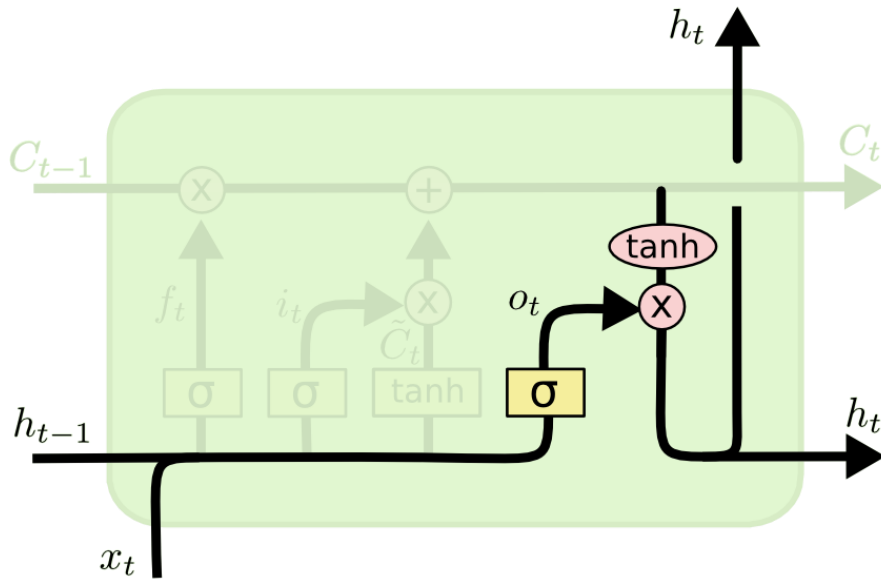 h_t
C_{t-1}
C_t
x
+
tanh
f_t
i_t
x
o_t
x
C̃_t
σ
σ
tanh
σ
h_{t-1}
h_t
x_t